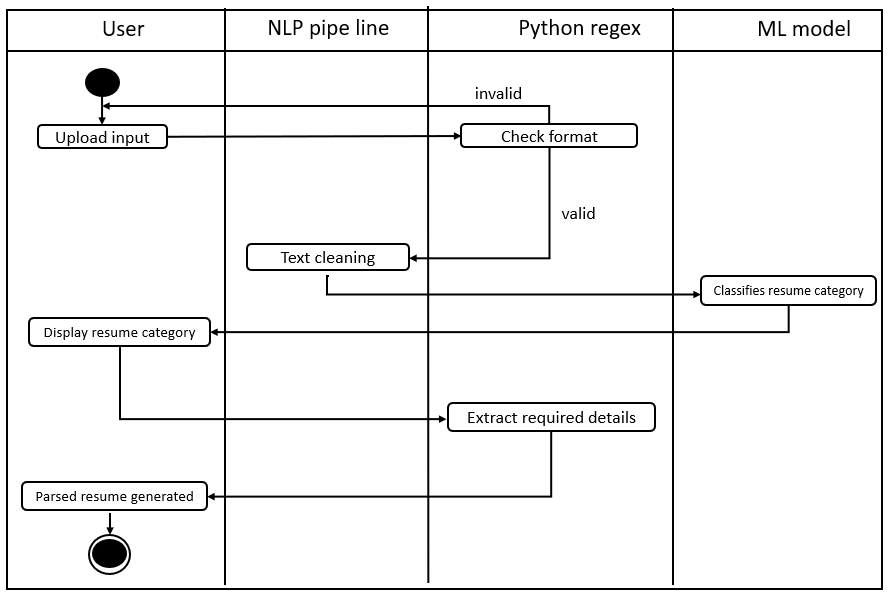 User
NLP pipe line
Python regex
ML model
invalid
Upload input
Check format
valid
Text cleaning
Classifies resume category
Display resume category
Extract required details
Parsed resume generated